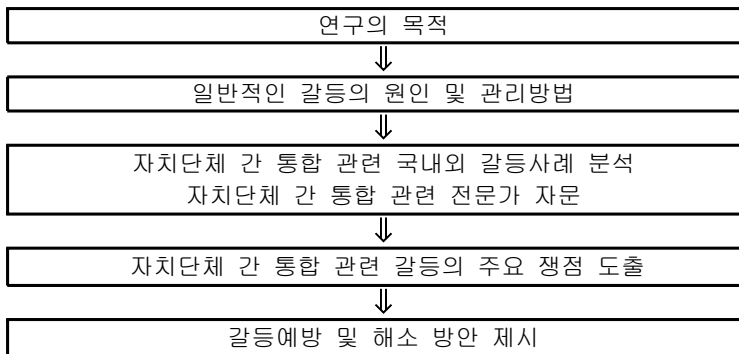 연구의 목적
⇓
일반적인 갈등의 원인 및 관리방법
⇓
자치단체 간 통합 관련 국내외 갈등사례 분석
자치단체 간 통합 관련 전문가 자문
⇓
자치단체 간 통합 관련 갈등의 주요 쟁점 도출
⇓
갈등예방 및 해소 방안 제시